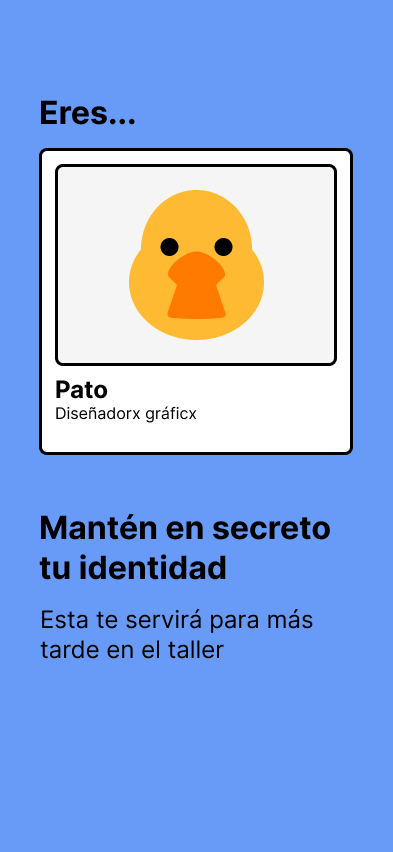 Eres...
Pato
Diseñadorx gráficx
Mantén en secreto
tu identidad
Esta te servirá para más
tarde en el taller